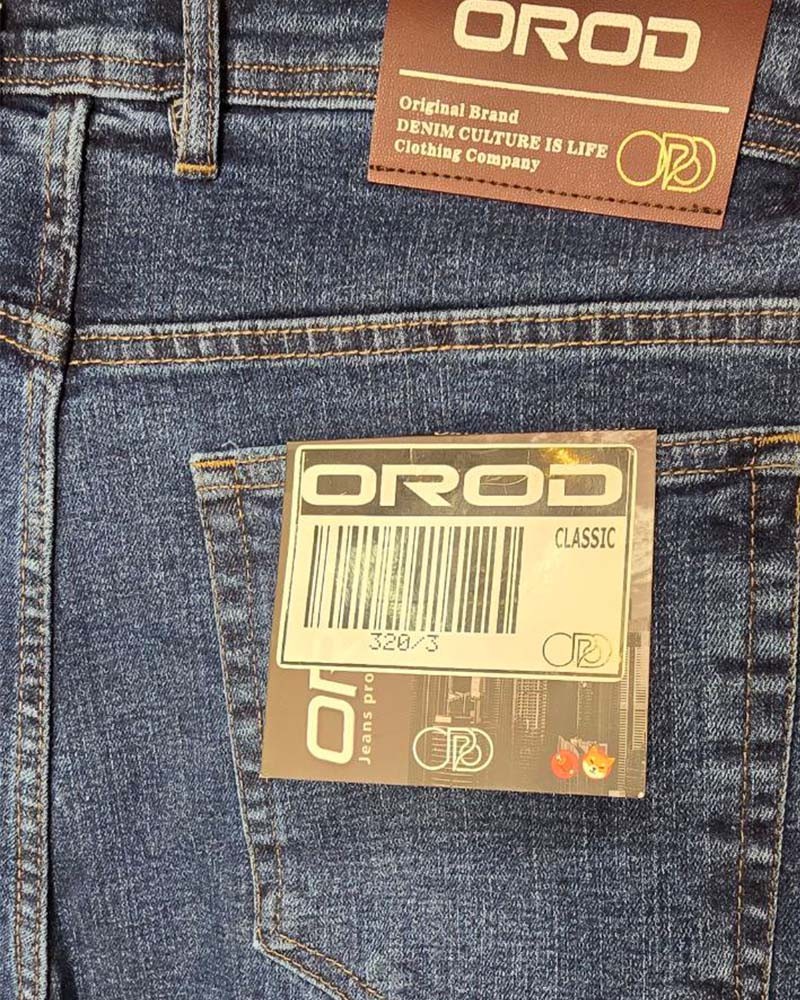 OROD
Original Brand
DENIM CULTURE IS LIFE
Clothing Company
OROD
CLASSIC
320/3
Jeans pro